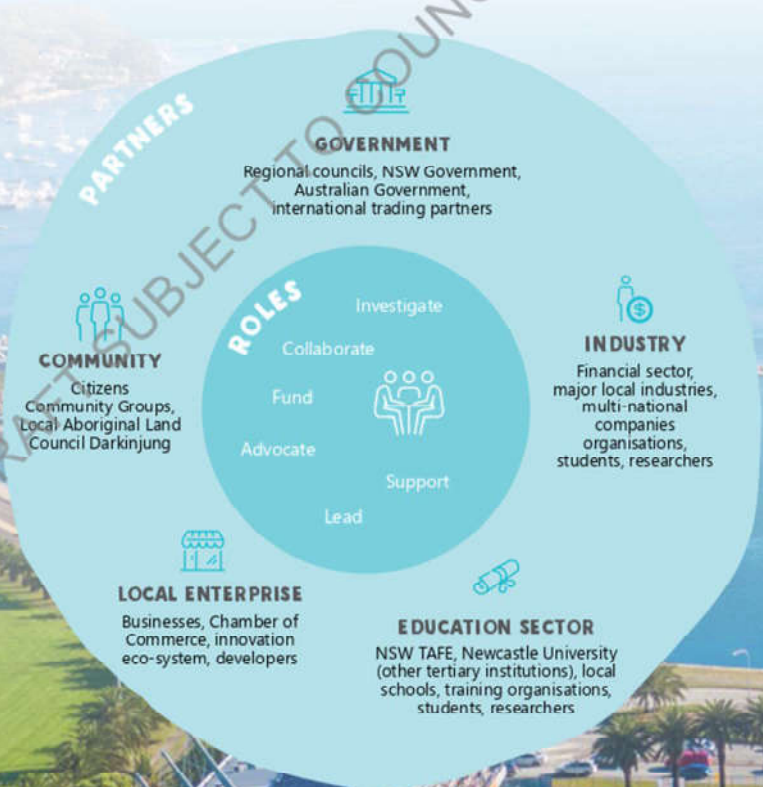 DRAFT SUBJECT TO COUNC
PARTNERS
GOVERNMENT
Regional councils, NSW Government,
Australian Government,
international trading partners
COMMUNITY
Citizens
Community Groups,
Local Aboriginal Land
Council Darkinjung
ROLES
Investigate
Collaborate
Fund
Advocate
Support
Lead
INDUSTRY
Financial sector,
major local industries,
multi-national
companies
organisations,
students, researchers
LOCAL ENTERPRISE
Businesses, Chamber of
Commerce, innovation
eco-system, developers
EDUCATION SECTOR
NSW TAFE, Newcastle University
(other tertiary institutions), local
schools, training organisations,
students, researchers